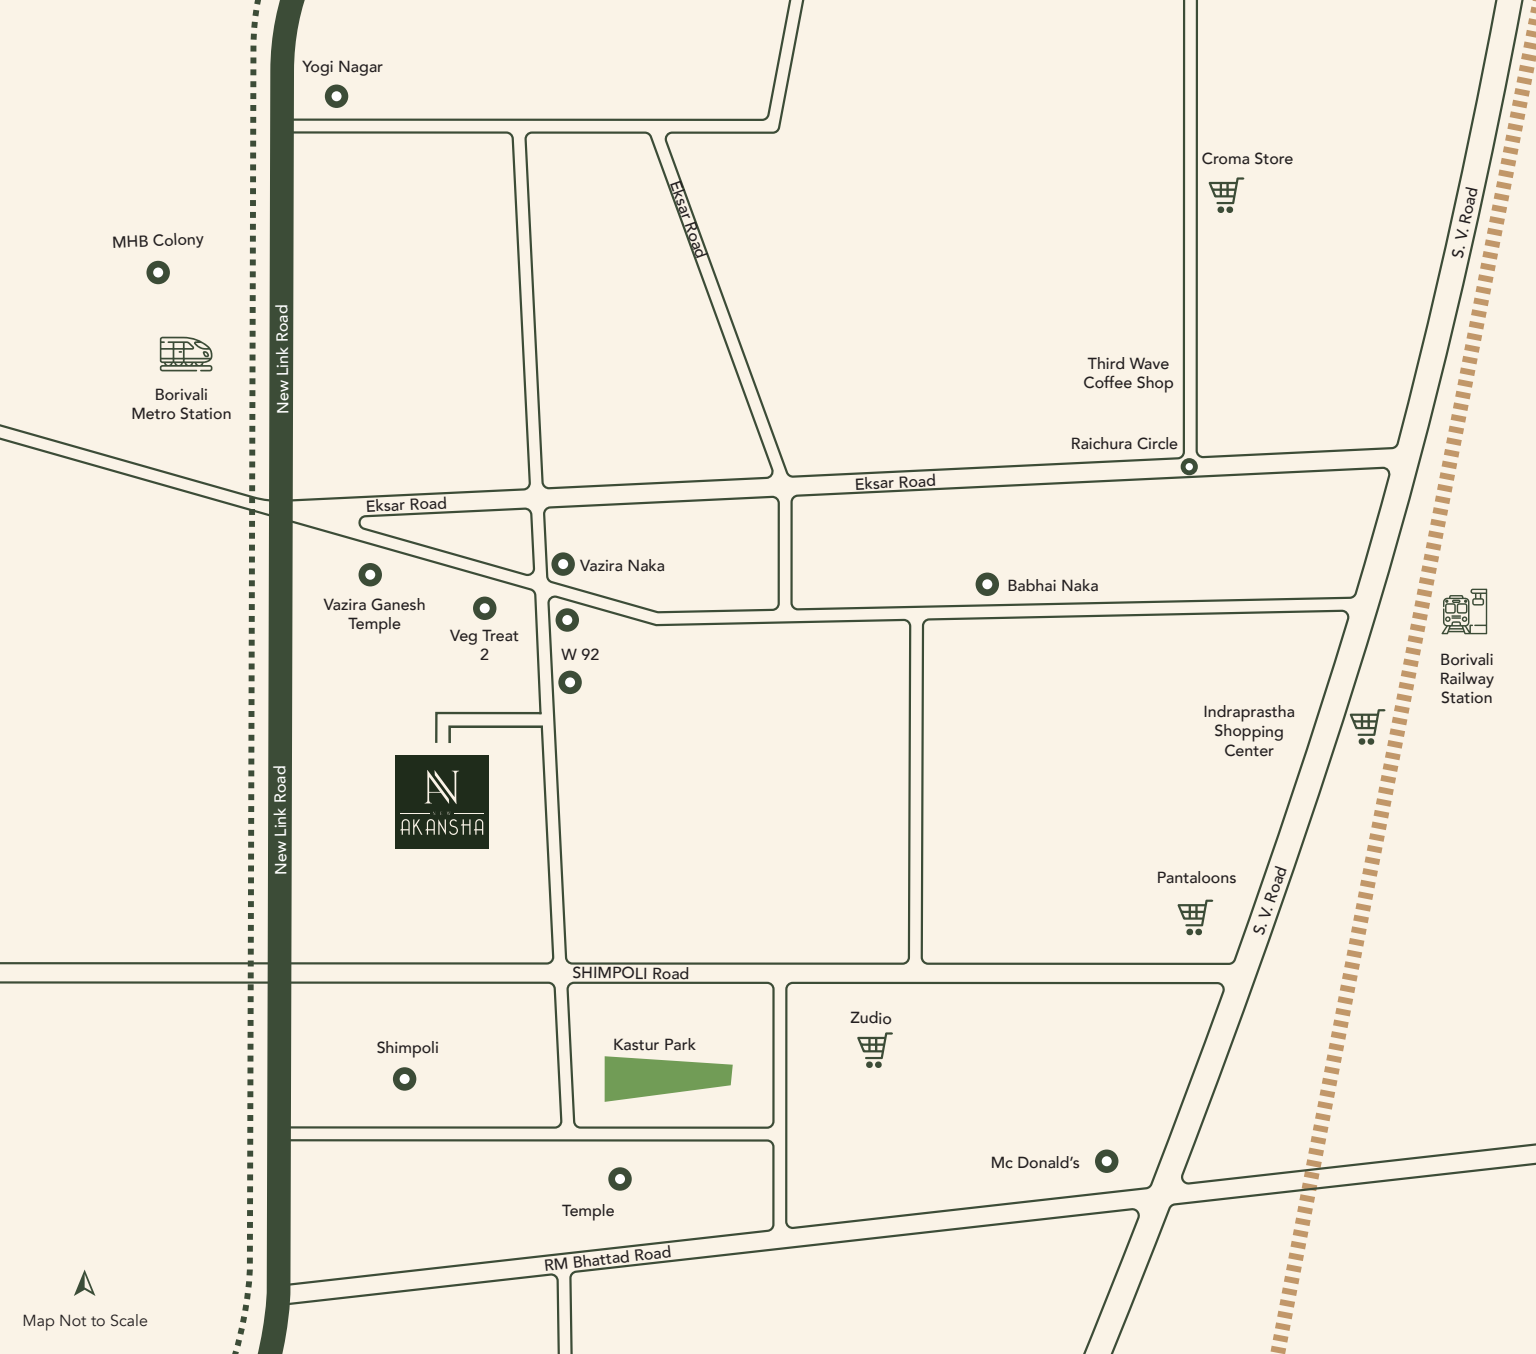 Yogi Nagar
Croma Store
Eksar Road
S. V. Road
MHB Colony
New Link Road
Borivali
Metro Station
Third Wave
Coffee Shop
Raichura Circle
Eksar Road
Eksar Road
Vazira Naka
Babhai Naka
Vazira Ganesh
Temple
Veg Treat
2
W 92
Borivali
Railway
Station
Indraprastha
Shopping
Center
New Link Road
AN
NEW
AKANSHA
Pantaloons
S. V. Road
SHIMPOLI Road
Zudio
Shimpoli
Kastur Park
Mc Donald's
Temple
RM Bhattad Road
Map Not to Scale